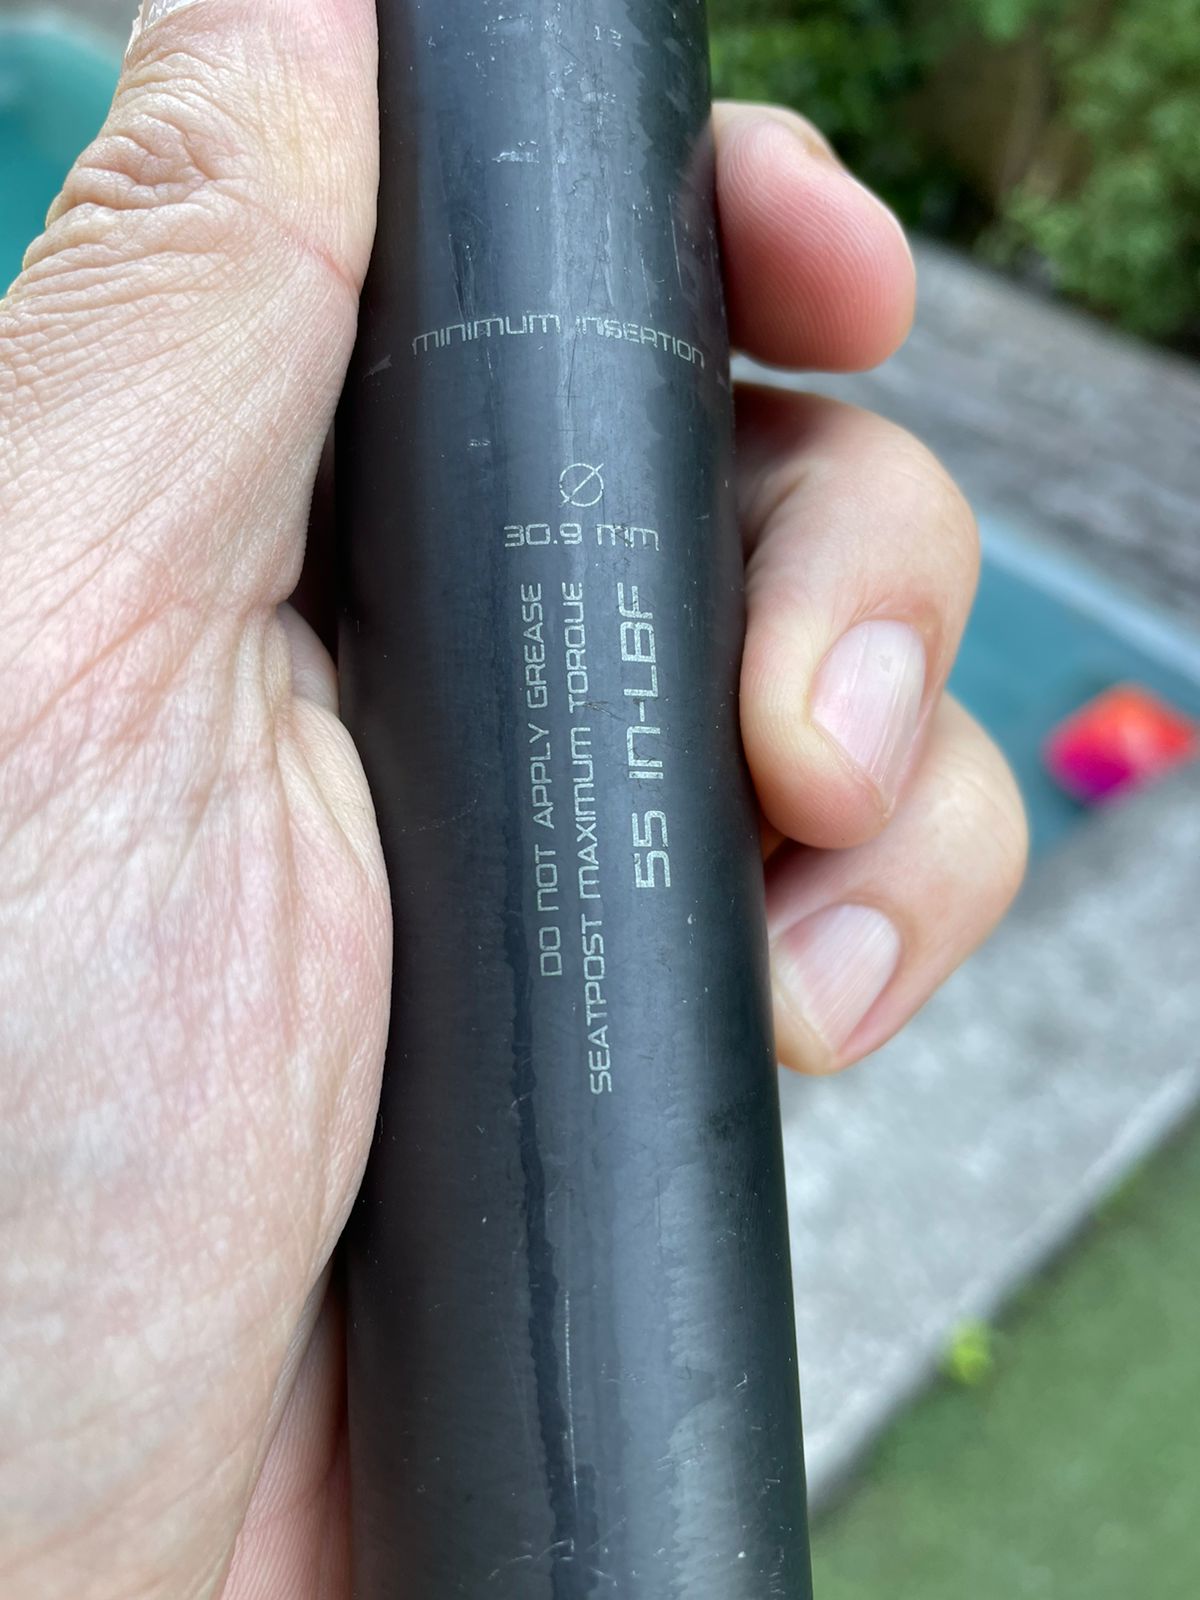 MINIMUM INSERTION
Ø
30.9 mm
DO NOT APPLY GREASE
SEATPOST MAXIMUM TORQUE
55 IN-LBF